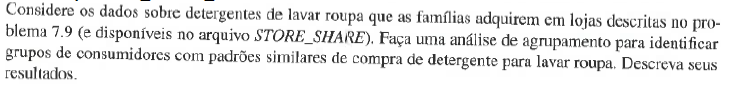 Considere os dados sobre detergentes de lavar roupa que as famílias adquirem em lojas descritas no pro-
blema 7.9 (e disponíveis no arquivo STORE_SHARE). Faça uma análise de agrupamento para identificar
grupos de consumidores com padrões similares de compra de detergente para lavar roupa. Descreva seus
resultados.